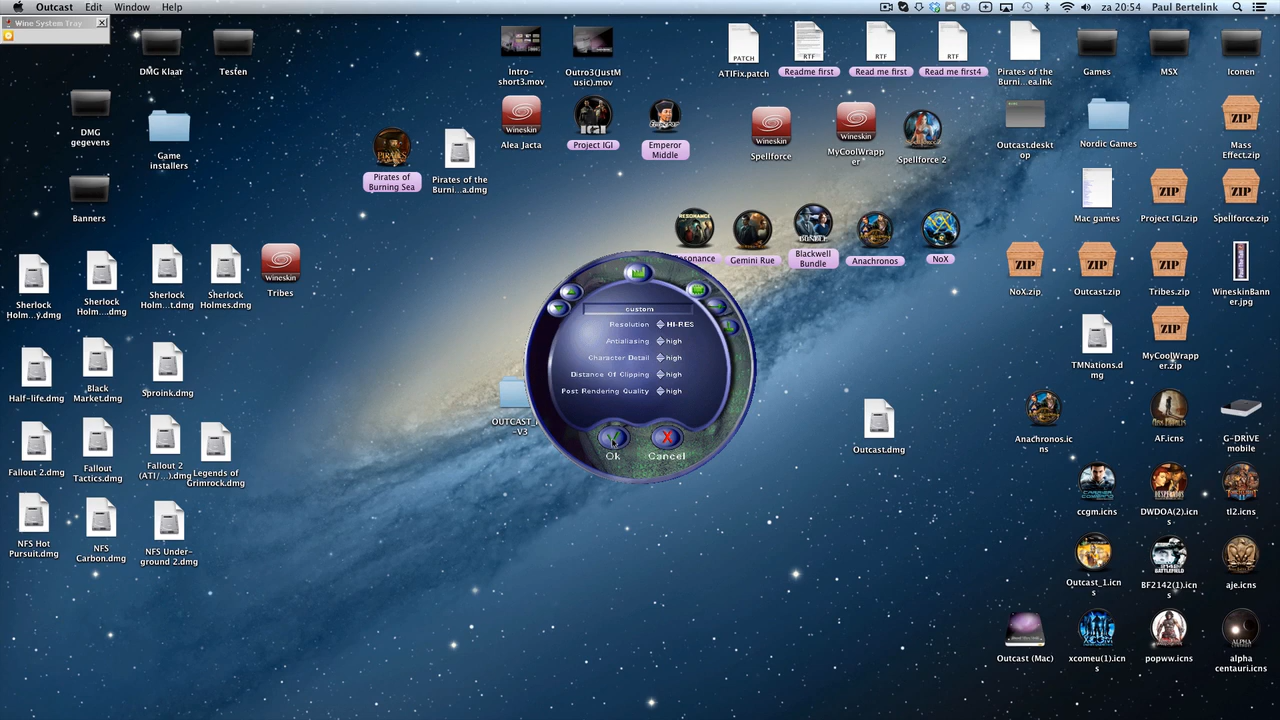 Outcast Edit Window Help
za 20:54 Paul Bertelink
Wine System Tray
DMG Klaar
Testen
Intro-
short3.mov
Outro3(JustM
usic).mov
PATCH
ATIFix.patch
RTF
Readme first
RTF
Read me first
RTF
Read me first4
Pirates of the
Burni...ea.lnk
Games
MSX
Iconen
DMG
gegevens
Game
installers
Pirates of
Burning Sea
Pirates of the
Burni...a.dmg
Wineskin
Alea Jacta
IGI
Project IGI
Emperor
Middle
Wineskin
Spellforce
Wineskin
MyCoolWrapp
er
Spellforce 2
Outcast.deskt
op
Nordic Games
Mass
Effect.zip
Banners
Mac games
ZIP
Project IGI.zip
ZIP
Spellforce.zip
RESONANCE
esonance
Gemini Rue
Blackwell
Bundle
Anachronos
NoX
Sherlock
Holm...y.dmg
Sherlock
Holm....dmg
Sherlock
Holm...t.dmg
Sherlock
Holmes.dmg
Wineskin
Tribes
ZIP
NoX.zip
ZIP
Outcast.zip
ZIP
Tribes.zip
WineskinBann
er.jpg
custom
Resolution HI-RES
Antialiasing high
Character Detail high
Distance Of Clipping high
Post Rendering Quality high
Ok Cancel
TMNations.d
mg
ZIP
MyCoolWrapp
er.zip
Half-life.dmg
Black
Market.dmg
Sproink.dmg
OUTCAST_
-V3
Outcast.dmg
Anachronos.ic
ns
AF.icns
G-DRIVE
mobile
Fallout 2.dmg
Fallout
Tactics.dmg
Fallout 2
(ATI/...).dmg
Legends of
Grimrock.dmg
ccgm.icns
DWDOA(2).icn
s
tl2.icns
NFS Hot
Pursuit.dmg
NFS
Carbon.dmg
NFS Under-
ground 2.dmg
Outcast_1.icn
s
BF2142(1).icn
s
aje.icns
Outcast (Mac)
xcomeu(1).icn
s
popww.icns
ALPHA
alpha
centauri.icns